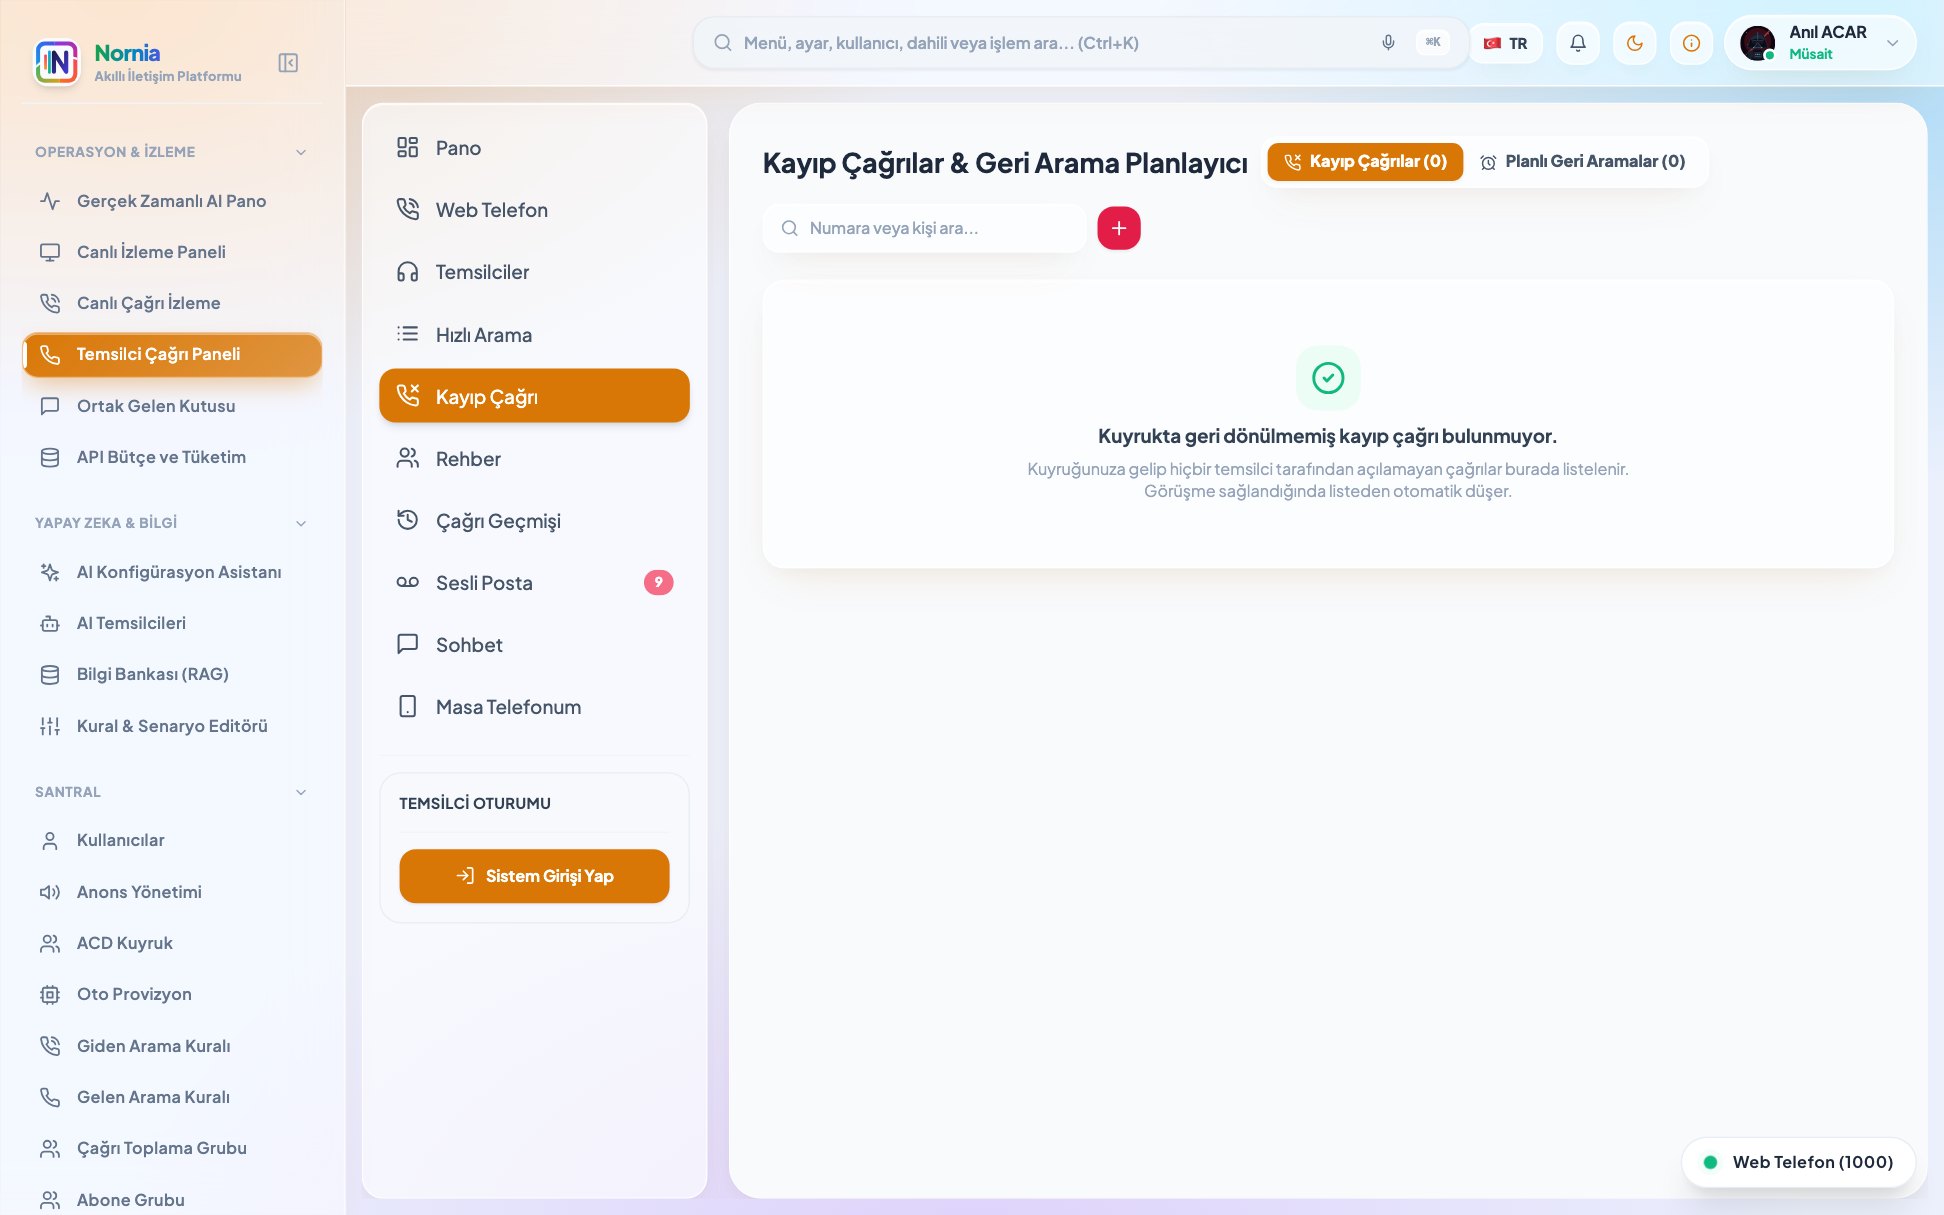 Nornia
Akıllı İletişim Platformu
Menü, ayar, kullanıcı, dahili veya işlem ara... (Ctrl+K)
⌘K
TR
Anıl ACAR
Müsait
OPERASYON & İZLEME
Gerçek Zamanlı AI Pano
Canlı İzleme Paneli
Canlı Çağrı İzleme
Temsilci Çağrı Paneli
Ortak Gelen Kutusu
API Bütçe ve Tüketim
YAPAY ZEKA & BİLGİ
AI Konfigürasyon Asistanı
AI Temsilcileri
Bilgi Bankası (RAG)
Kural & Senaryo Editörü
SANTRAL
Kullanıcılar
Anons Yönetimi
ACD Kuyruk
Oto Provizyon
Giden Arama Kuralı
Gelen Arama Kuralı
Çağrı Toplama Grubu
Abone Grubu
Pano
Web Telefon
Temsilciler
Hızlı Arama
Kayıp Çağrı
Rehber
Çağrı Geçmişi
Sesli Posta 9
Sohbet
Masa Telefonum
TEMSİLCİ OTURUMU
Sistem Girişi Yap
Kayıp Çağrılar & Geri Arama Planlayıcı
Kayıp Çağrılar (0)
Planlı Geri Aramalar (0)
Numara veya kişi ara...
Kuyrukta geri dönülmemiş kayıp çağrı bulunmuyor.
Kuyruğunuza gelip hiçbir temsilci tarafından açılamayan çağrılar burada listelenir.
Görüşme sağlandığında listeden otomatik düşer.
Web Telefon (1000)